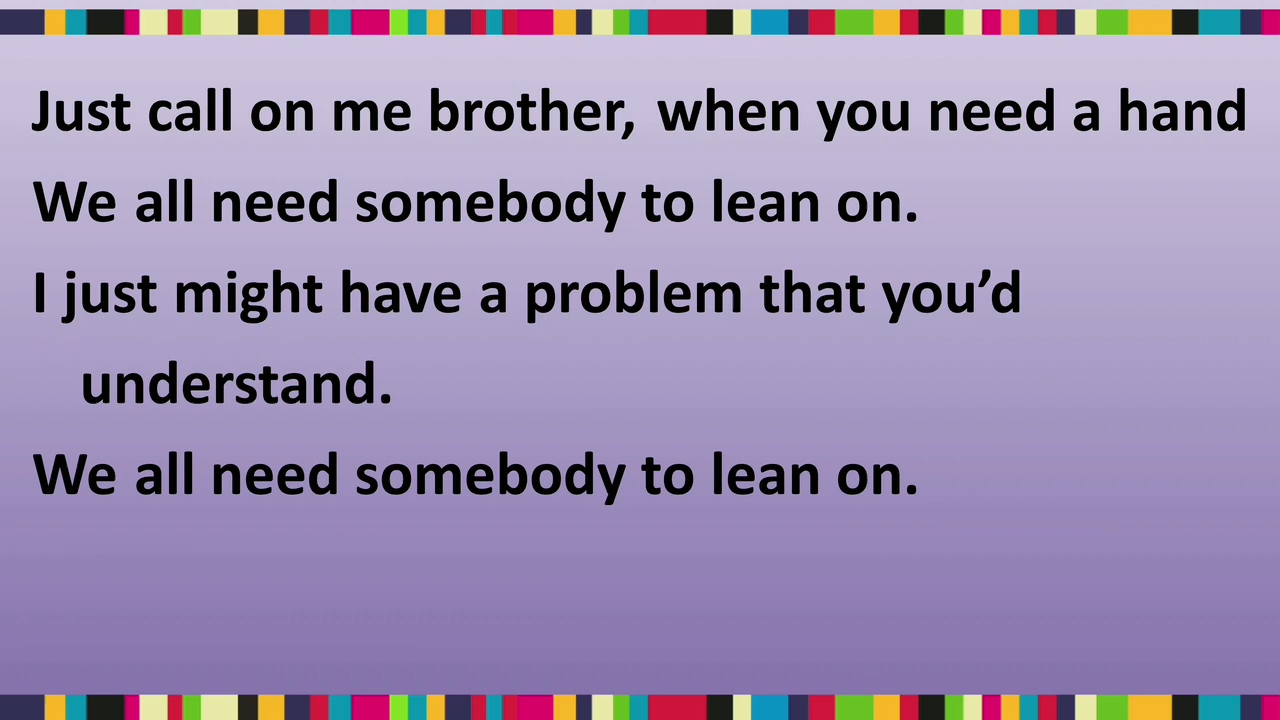 Just call on me brother, when you need a hand
We all need somebody to lean on.
I just might have a problem that you’d
understand.
We all need somebody to lean on.